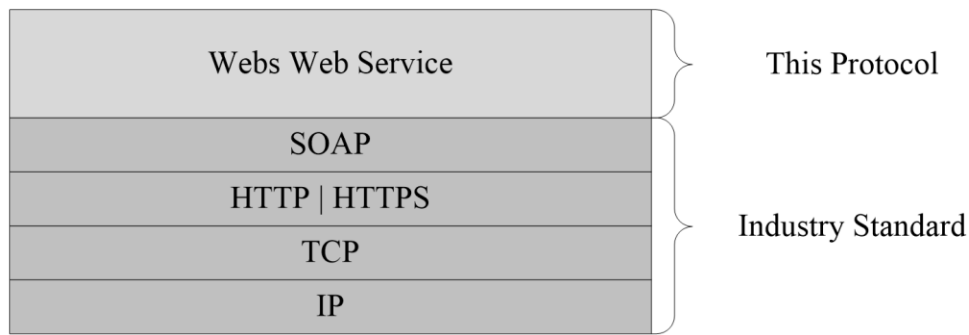 Webs Web Service
This Protocol
SOAP
HTTP | HTTPS
TCP
IP
Industry Standard